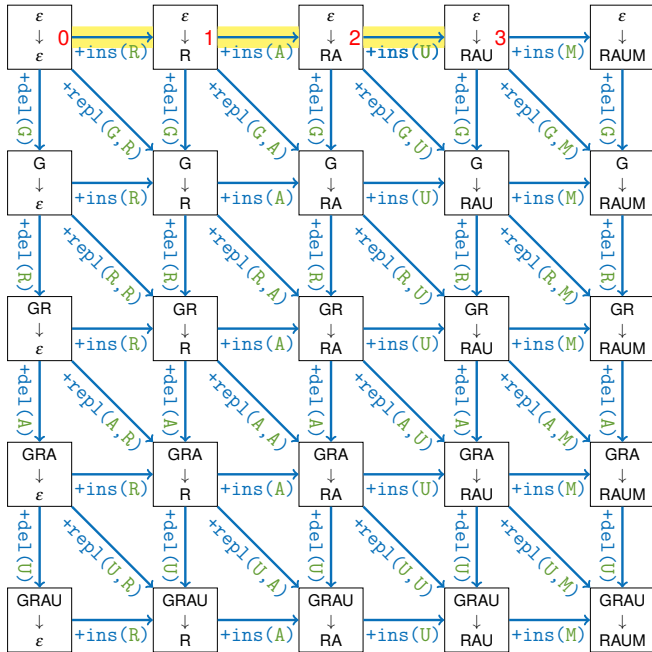 ε ε ε ε ε
↓ 0 ↓ 1 ↓ 2 ↓ 3 ↓
ε +ins(R) R +ins(A) RA +ins(U) RAU +ins(M) RAUM
+del(G) +repl(G,R) +del(G) +repl(G,A) +del(G) +repl(G,U) +del(G) +repl(G,M) +del(G)
G G G G G
↓ ↓ ↓ ↓ ↓
ε +ins(R) R +ins(A) RA +ins(U) RAU +ins(M) RAUM
+del(R) +repl(R,R) +del(R) +repl(R,A) +del(R) +repl(R,U) +del(R) +repl(R,M) +del(R)
GR GR GR GR GR
↓ ↓ ↓ ↓ ↓
ε +ins(R) R +ins(A) RA +ins(U) RAU +ins(M) RAUM
+del(A) +repl(A,R) +del(A) +repl(A,A) +del(A) +repl(A,U) +del(A) +repl(A,M) +del(A)
GRA GRA GRA GRA GRA
↓ ↓ ↓ ↓ ↓
ε +ins(R) R +ins(A) RA +ins(U) RAU +ins(M) RAUM
+del(U) +repl(U,R) +del(U) +repl(U,A) +del(U) +repl(U,U) +del(U) +repl(U,M) +del(U)
GRAU GRAU GRAU GRAU GRAU
↓ ↓ ↓ ↓ ↓
ε +ins(R) R +ins(A) RA +ins(U) RAU +ins(M) RAUM